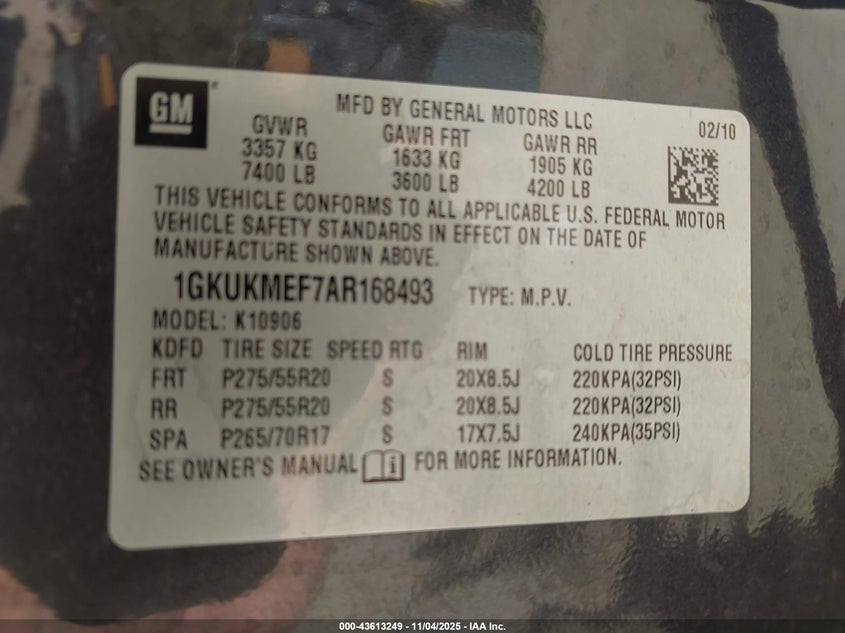 GM
MFD BY GENERAL MOTORS LLC 02/10
GVWR GAWR FRT GAWR RR
3357 KG 1633 KG 1905 KG
7400 LB 3600 LB 4200 LB
THIS VEHICLE CONFORMS TO ALL APPLICABLE U.S. FEDERAL MOTOR
VEHICLE SAFETY STANDARDS IN EFFECT ON THE DATE OF
MANUFACTURE SHOWN ABOVE.
1GKUKMEF7AR168493 TYPE: M.P.V.
MODEL: K10906
KDFD TIRE SIZE SPEED RTG RIM COLD TIRE PRESSURE
FRT P275/55R20 S 20X8.5J 220KPA(32PSI)
RR P275/55R20 S 20X8.5J 220KPA(32PSI)
SPA P265/70R17 S 17X7.5J 240KPA(35PSI)
SEE OWNER'S MANUAL FOR MORE INFORMATION.
000-43613249 - 11/04/2025 - IAA Inc.